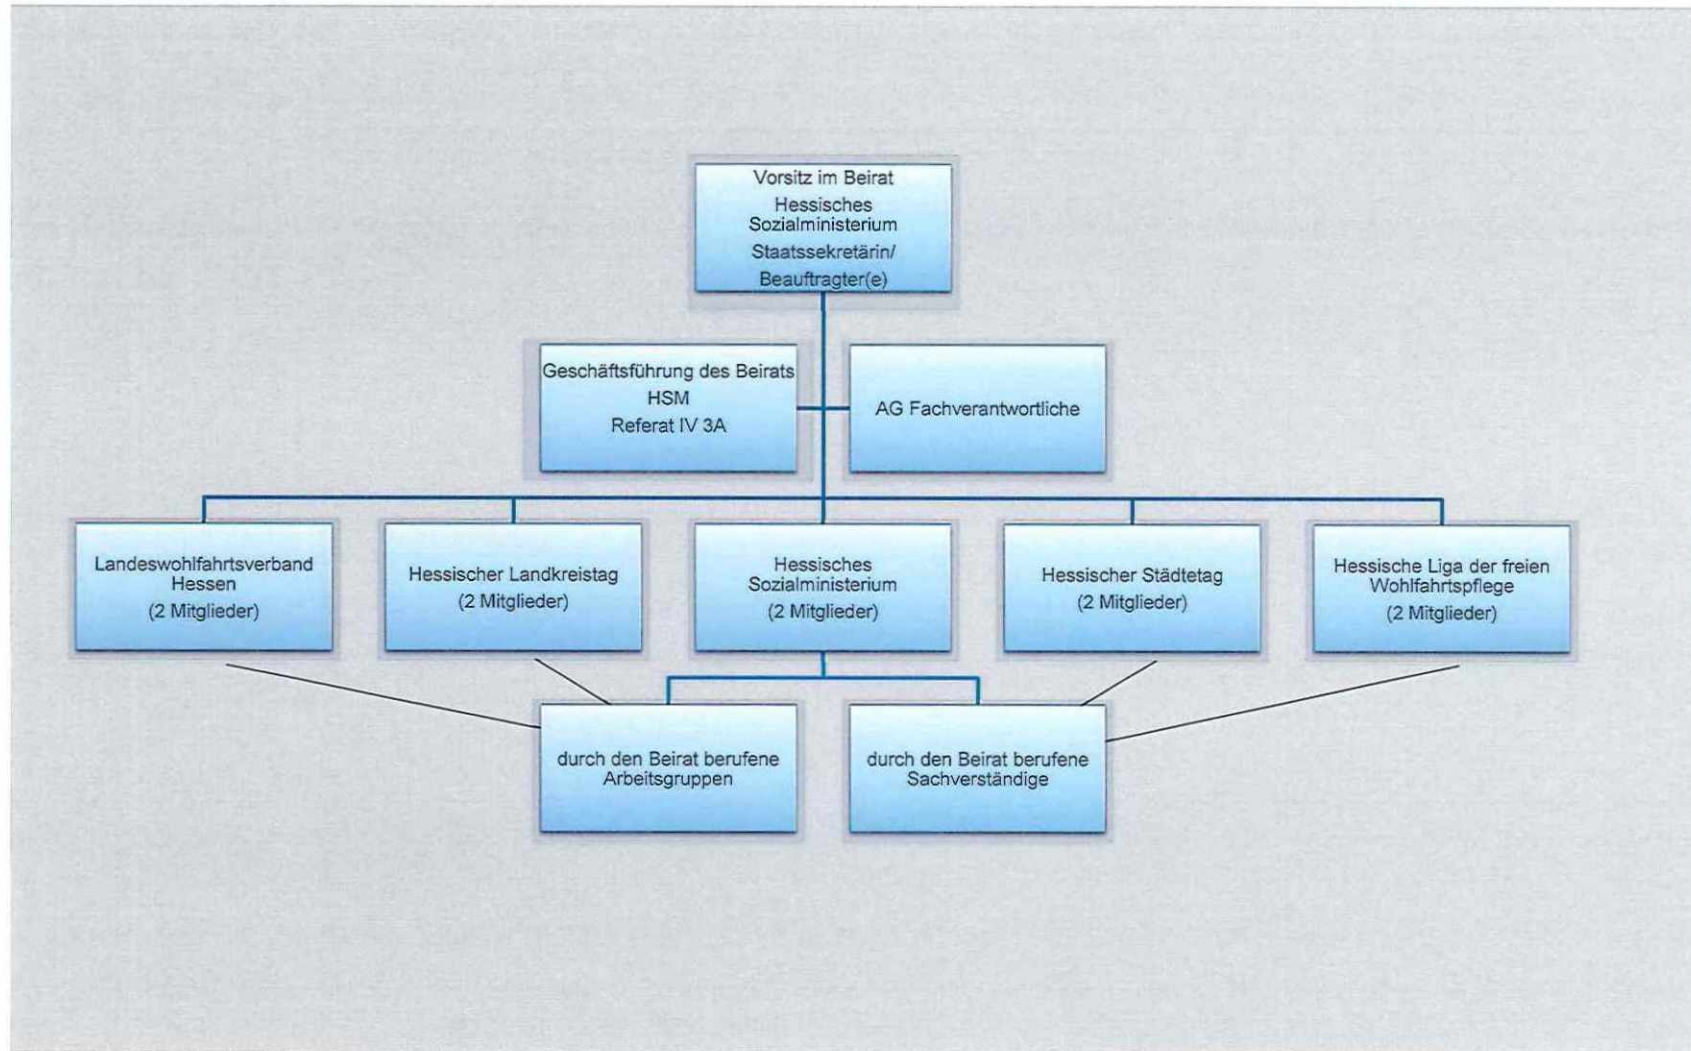 Vorsitz im Beirat
Hessisches
Sozialministerium
Staatssekretärin/
Beauftragter(e)
Geschäftsführung des Beirats
HSM
Referat IV 3A
AG Fachverantwortliche
Landeswohlfahrtsverband
Hessen
(2 Mitglieder)
Hessischer Landkreistag
(2 Mitglieder)
Hessisches
Sozialministerium
(2 Mitglieder)
Hessischer Städtetag
(2 Mitglieder)
Hessische Liga der freien
Wohlfahrtspflege
(2 Mitglieder)
durch den Beirat berufene
Arbeitsgruppen
durch den Beirat berufene
Sachverständige